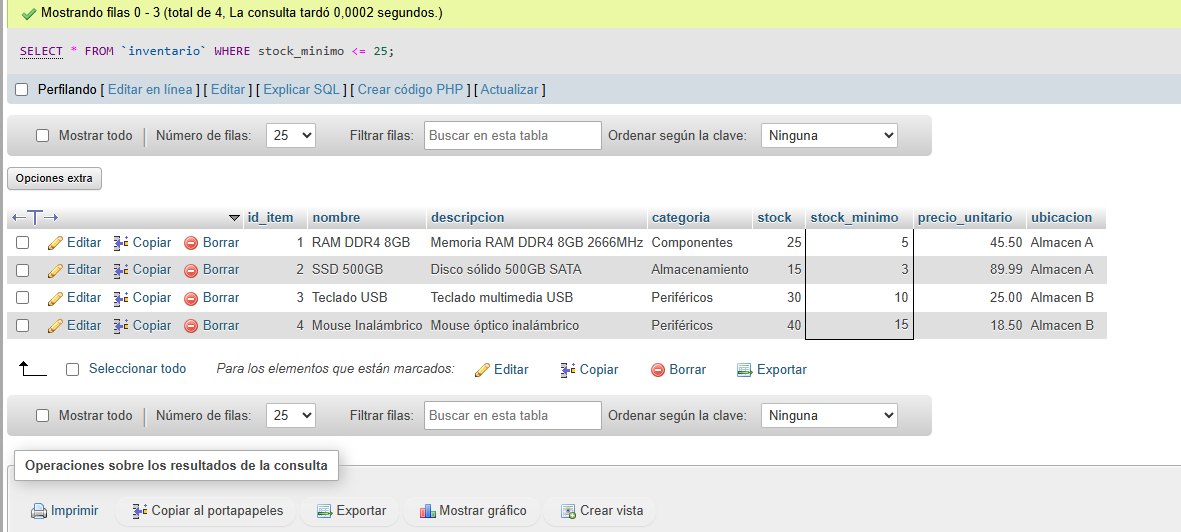 Mostrando filas 0 - 3 (total de 4, La consulta tardó 0,0002 segundos.)
SELECT * FROM `inventario` WHERE stock_minimo <= 25;
Perfilando [ Editar en línea ] [ Editar ] [ Explicar SQL ] [ Crear código PHP ] [ Actualizar ]
Mostrar todo Número de filas: 25 Filtrar filas: Buscar en esta tabla Ordenar según la clave: Ninguna
Opciones extra
←T→ id_item nombre descripcion categoria stock stock_minimo precio_unitario ubicacion
Editar Copiar Borrar 1 RAM DDR4 8GB Memoria RAM DDR4 8GB 2666MHz Componentes 25 5 45.50 Almacen A
Editar Copiar Borrar 2 SSD 500GB Disco sólido 500GB SATA Almacenamiento 15 3 89.99 Almacen A
Editar Copiar Borrar 3 Teclado USB Teclado multimedia USB Periféricos 30 10 25.00 Almacen B
Editar Copiar Borrar 4 Mouse Inalámbrico Mouse óptico inalámbrico Periféricos 40 15 18.50 Almacen B
Seleccionar todo Para los elementos que están marcados: Editar Copiar Borrar Exportar
Mostrar todo Número de filas: 25 Filtrar filas: Buscar en esta tabla Ordenar según la clave: Ninguna
Operaciones sobre los resultados de la consulta
Imprimir Copiar al portapapeles Exportar Mostrar gráfico Crear vista